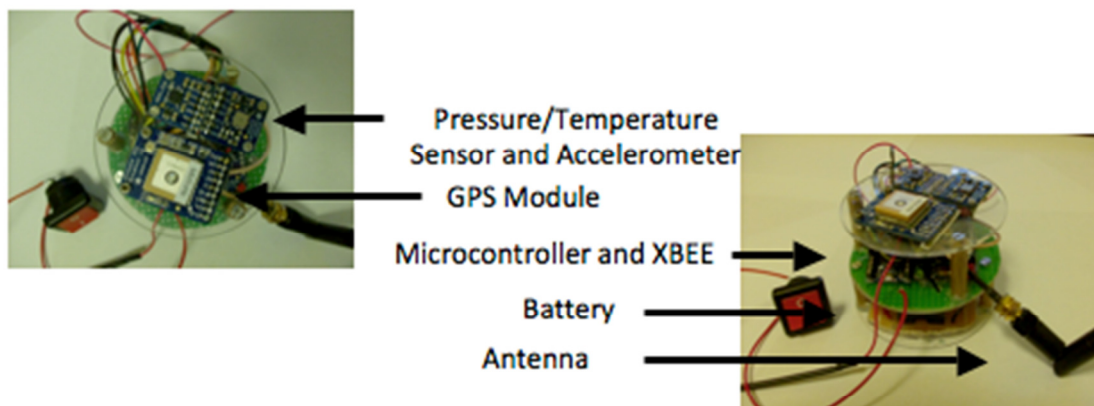 Pressure/Temperature
Sensor and Accelerometer
GPS Module
Microcontroller and XBEE
Battery
Antenna